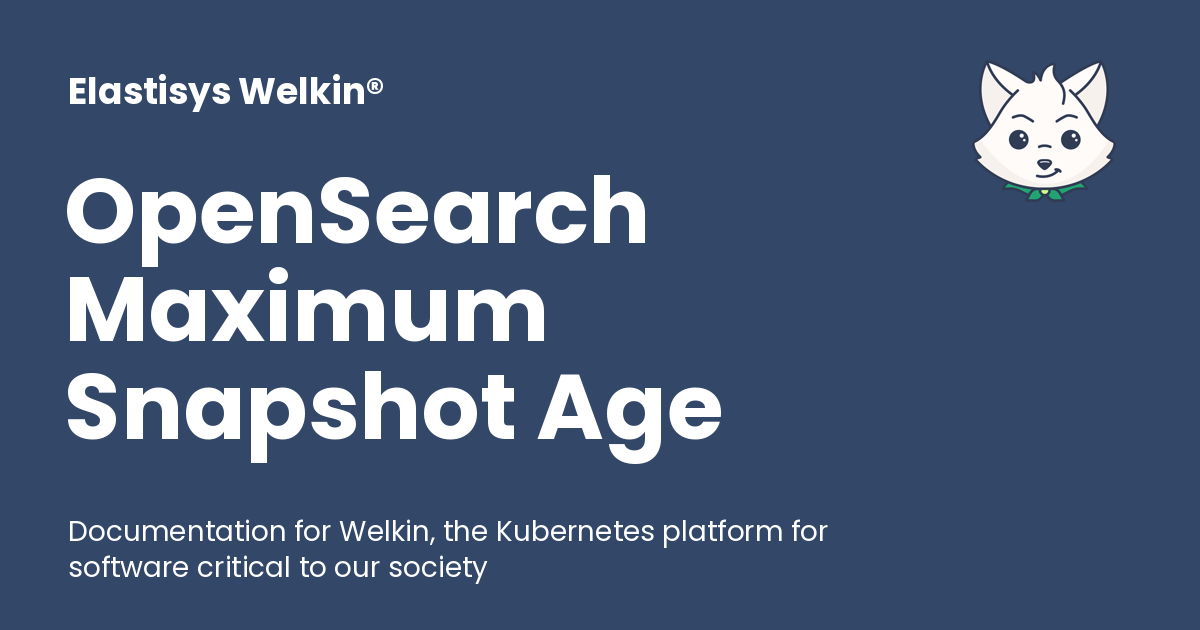 Elastisys Welkin®
OpenSearch
Maximum
Snapshot Age
Documentation for Welkin, the Kubernetes platform for
software critical to our society